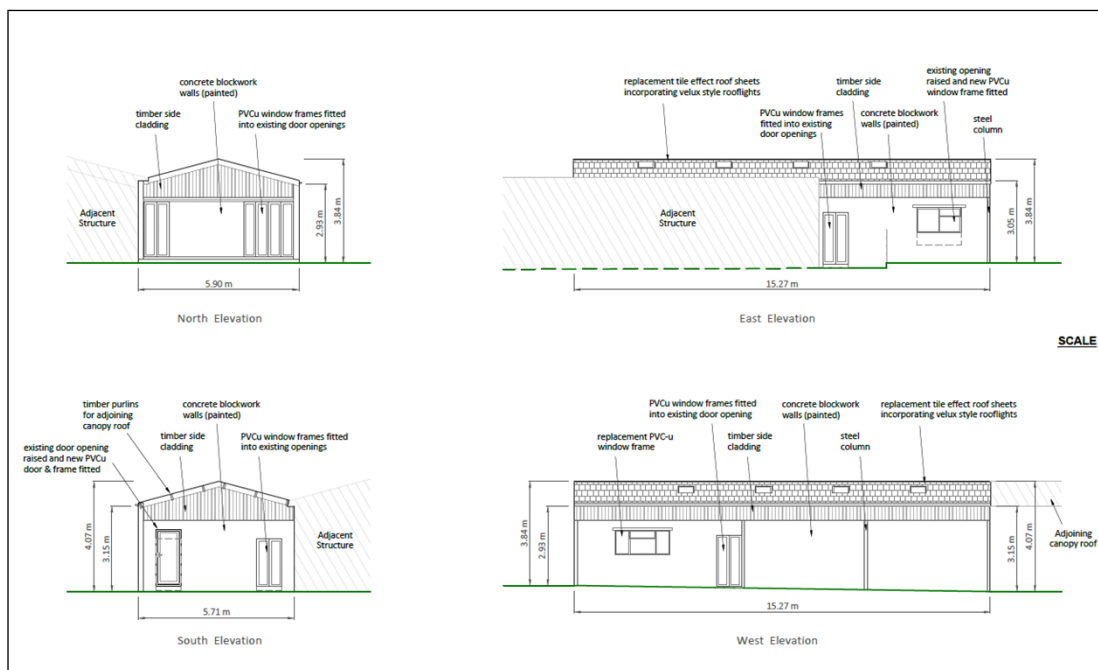 concrete blockwork
walls (painted)
timber side
cladding
PVCu window frames fitted
into existing door openings
Adjacent
Structure
2.93 m
3.84 m
5.90 m
North Elevation
replacement tile effect roof sheets
incorporating velux style rooflights
timber side
cladding
existing opening
raised and new PVCu
window frame fitted
PVCu window frames
fitted into existing
door openings
concrete blockwork
walls (painted)
steel
column
Adjacent
Structure
3.05 m
3.84 m
15.27 m
East Elevation
SCALE
timber purlins
for adjoining
canopy roof
concrete blockwork
walls (painted)
existing door opening
raised and new PVCu
door & frame fitted
timber side
cladding
PVCu window frames fitted
into existing openings
4.07 m
3.15 m
Adjacent
Structure
5.71 m
South Elevation
PVCu window frames fitted
into existing door opening
concrete blockwork
walls (painted)
replacement tile effect roof sheets
incorporating velux style rooflights
replacement PVC-u
window frame
timber side
cladding
steel
column
3.84 m
2.93 m
3.15 m
4.07 m
Adjoining
canopy roof
15.27 m
West Elevation